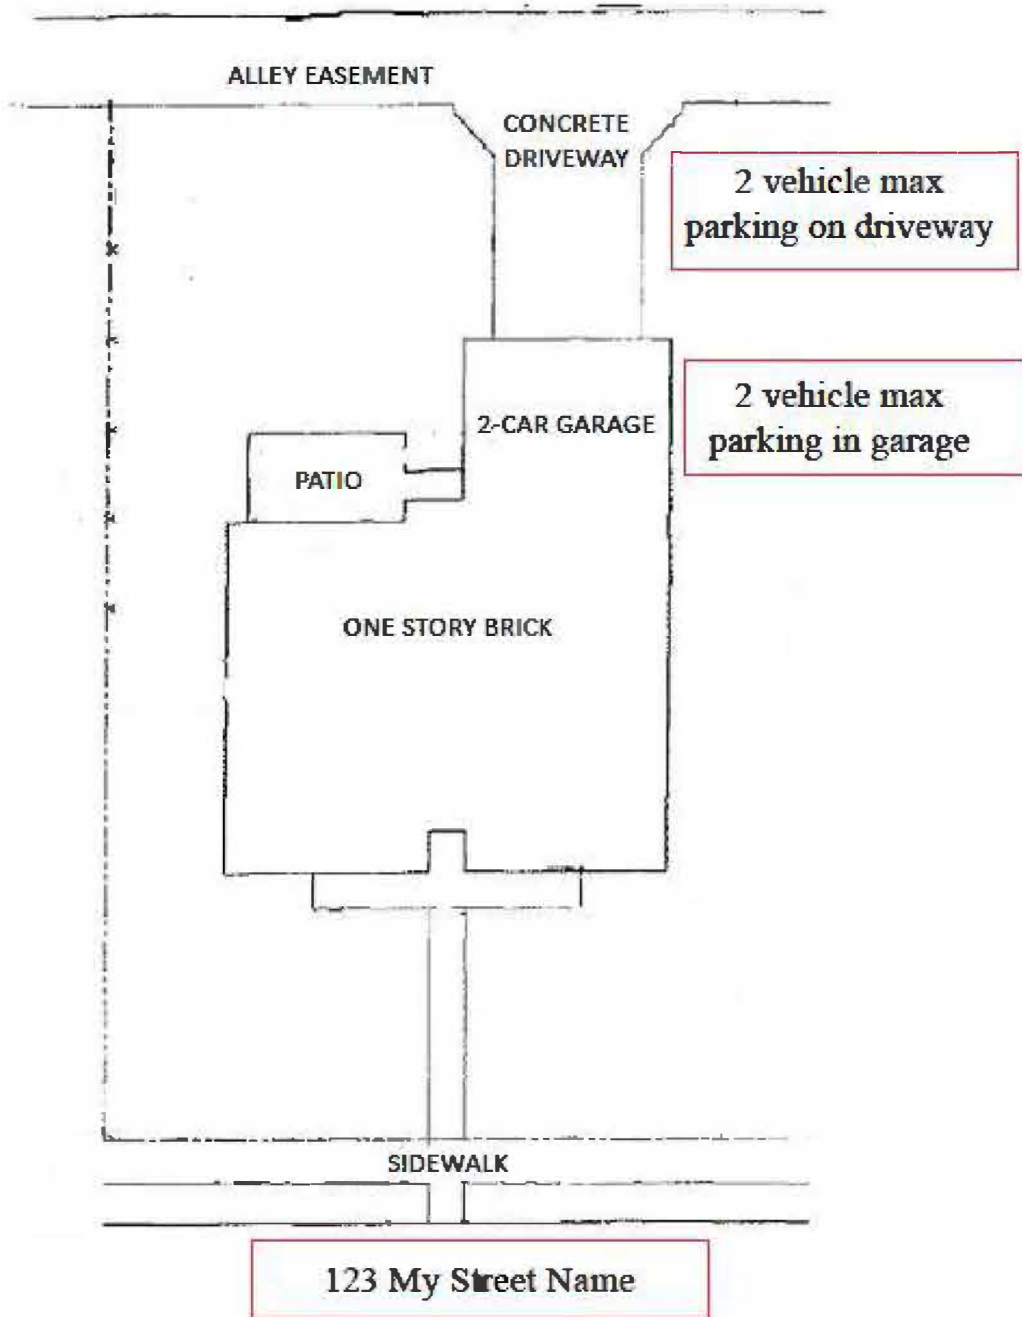 ALLEY EASEMENT
CONCRETE
DRIVEWAY
2 vehicle max
parking on driveway
2-CAR GARAGE
2 vehicle max
parking in garage
PATIO
ONE STORY BRICK
SIDEWALK
123 My Street Name